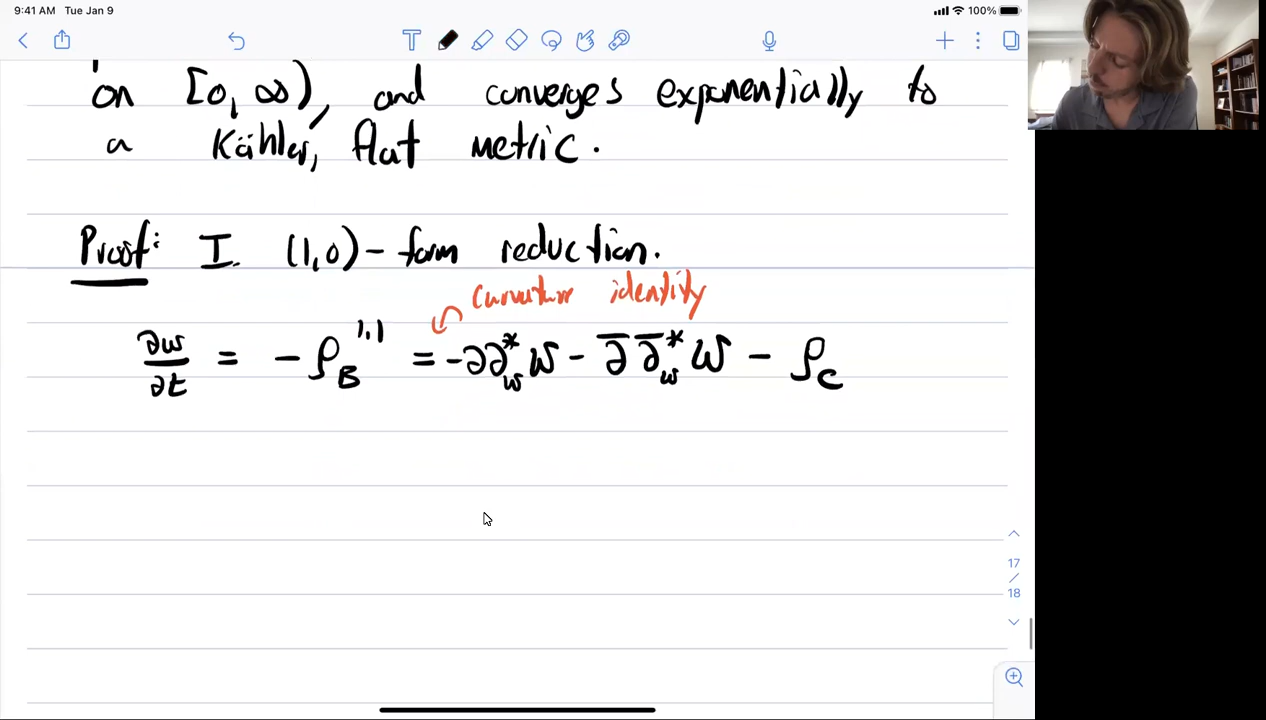 9:41 AM Tue Jan 9
100%
on [0, ∞), and converges exponentially to
a Kähler, flat metric.
Proof: I. (1,0)-form reduction.
curvature identity
∂ω/∂t = -ρ_B^{1,1} = -∂∂*_ω ω - ∂̄∂̄*_ω ω - ρ_C
17
/
18